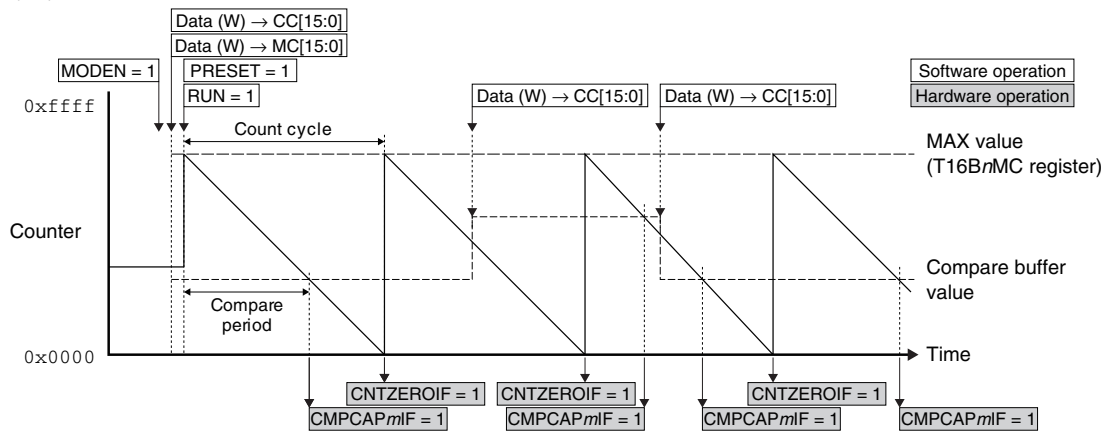 Data (W) → CC[15:0]
Data (W) → MC[15:0]
MODEN = 1
PRESET = 1
RUN = 1
Software operation
Hardware operation
0xffff
Count cycle
Data (W) → CC[15:0]
Data (W) → CC[15:0]
MAX value
(T16BnMC register)
Counter
Compare
period
Compare buffer
value
0x0000
Time
CNTZEROIF = 1
CNTZEROIF = 1
CNTZEROIF = 1
CMPCAPmIF = 1
CMPCAPmIF = 1
CMPCAPmIF = 1
CMPCAPmIF = 1